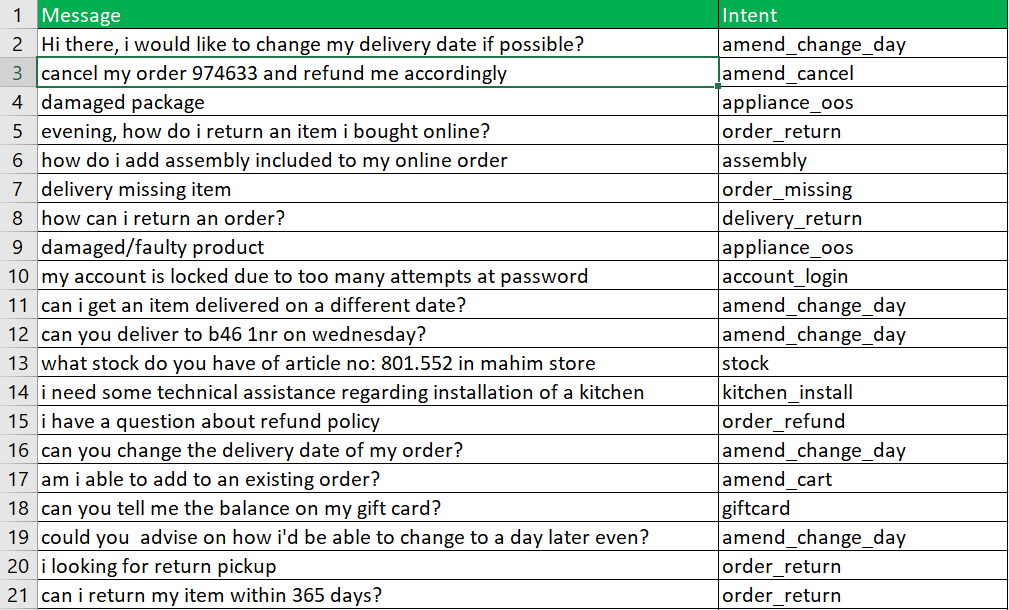 1 Message Intent
2 Hi there, i would like to change my delivery date if possible? amend_change_day
3 cancel my order 974633 and refund me accordingly amend_cancel
4 damaged package appliance_oos
5 evening, how do i return an item i bought online? order_return
6 how do i add assembly included to my online order assembly
7 delivery missing item order_missing
8 how can i return an order? delivery_return
9 damaged/faulty product appliance_oos
10 my account is locked due to too many attempts at password account_login
11 can i get an item delivered on a different date? amend_change_day
12 can you deliver to b46 1nr on wednesday? amend_change_day
13 what stock do you have of article no: 801.552 in mahim store stock
14 i need some technical assistance regarding installation of a kitchen kitchen_install
15 i have a question about refund policy order_refund
16 can you change the delivery date of my order? amend_change_day
17 am i able to add to an existing order? amend_cart
18 can you tell me the balance on my gift card? giftcard
19 could you  advise on how i'd be able to change to a day later even? amend_change_day
20 i looking for return pickup order_return
21 can i return my item within 365 days? order_return